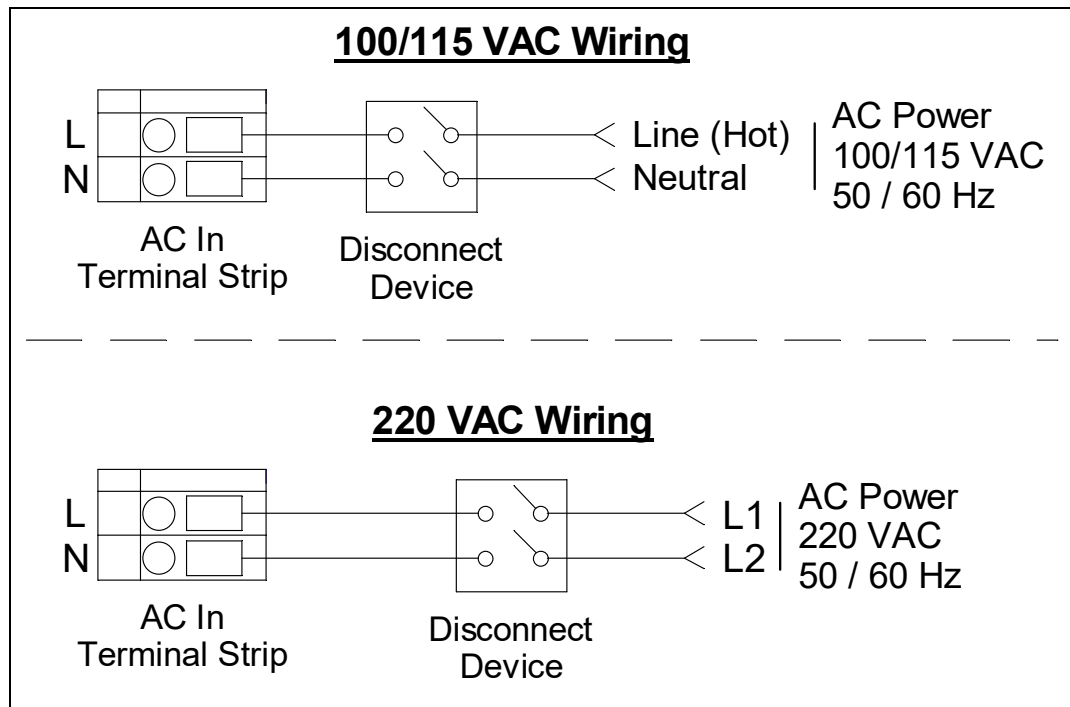 100/115 VAC Wiring
L
N
AC In
Terminal Strip
Disconnect
Device
Line (Hot)
Neutral
AC Power
100/115 VAC
50 / 60 Hz
220 VAC Wiring
L
N
AC In
Terminal Strip
Disconnect
Device
L1
L2
AC Power
220 VAC
50 / 60 Hz